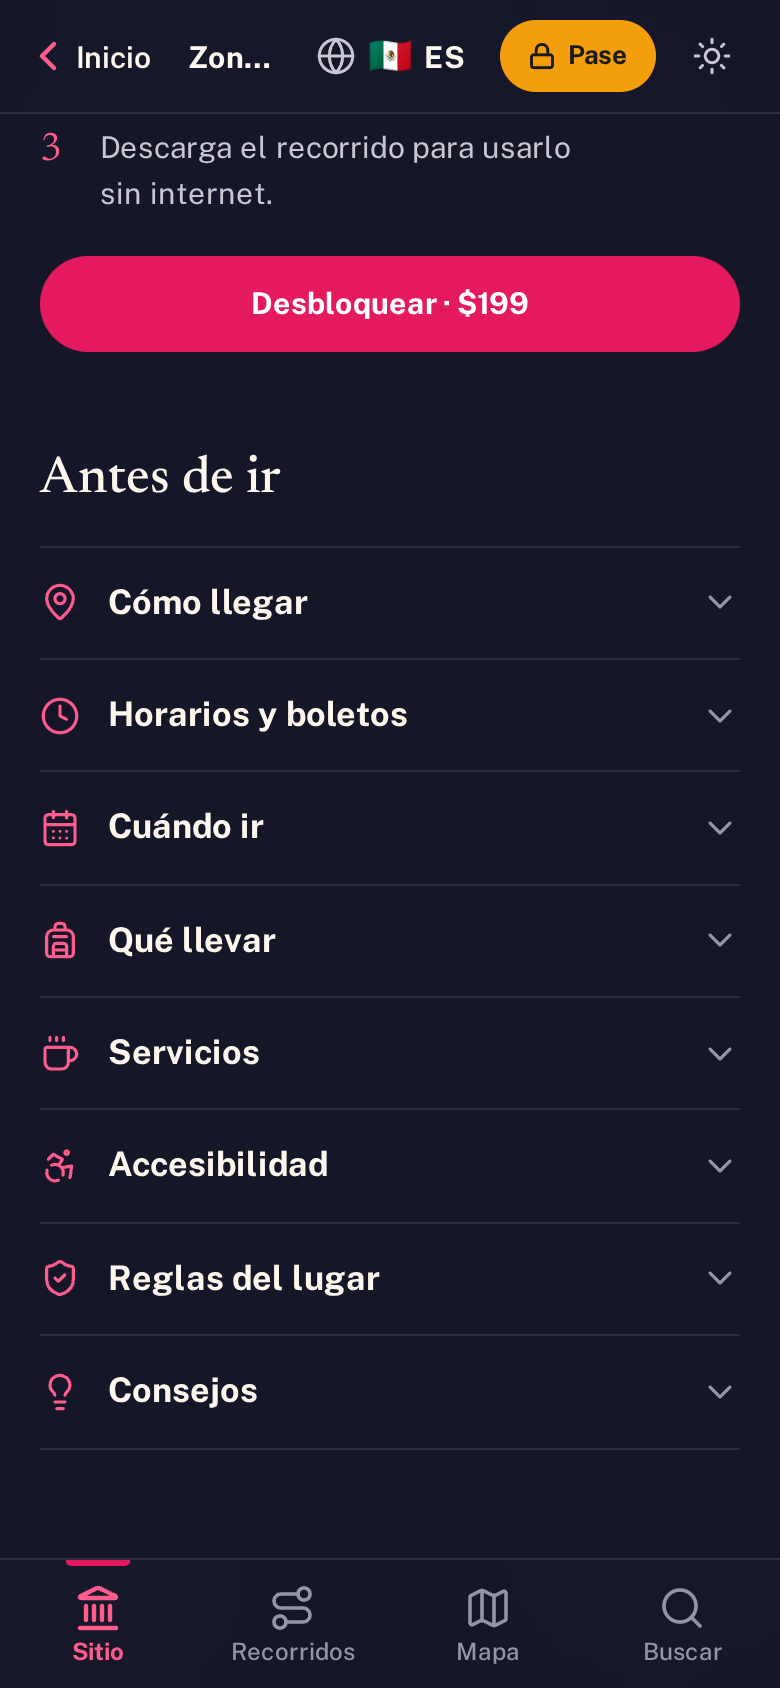 Inicio Zon... ES Pase
3 Descarga el recorrido para usarlo
sin internet.
Desbloquear · $199
Antes de ir
Cómo llegar
Horarios y boletos
Cuándo ir
Qué llevar
Servicios
Accesibilidad
Reglas del lugar
Consejos
Sitio Recorridos Mapa Buscar